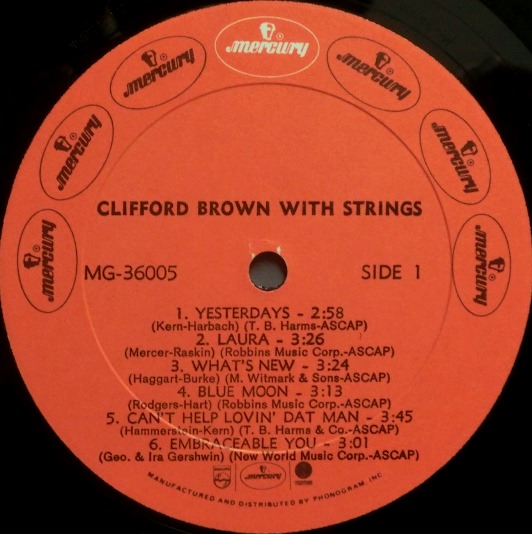 mercury
mercury
mercury
mercury
mercury
mercury
mercury
CLIFFORD BROWN WITH STRINGS
MG-36005
SIDE 1
1. YESTERDAYS - 2:58
(Kern-Harbach) (T. B. Harms-ASCAP)
2. LAURA - 3:26
(Mercer-Raskin) (Robbins Music Corp.-ASCAP)
3. WHAT'S NEW - 3:24
(Haggart-Burke) (M. Witmark & Sons-ASCAP)
4. BLUE MOON - 3:13
(Rodgers-Hart) (Robbins Music Corp.-ASCAP)
5. CAN'T HELP LOVIN' DAT MAN - 3:45
(Hammerstein-Kern) (T. B. Harms & Co.-ASCAP)
6. EMBRACEABLE YOU - 3:01
(Geo. & Ira Gershwin) (New World Music Corp.-ASCAP)
mercury
MANUFACTURED AND DISTRIBUTED BY PHONOGRAM, INC.